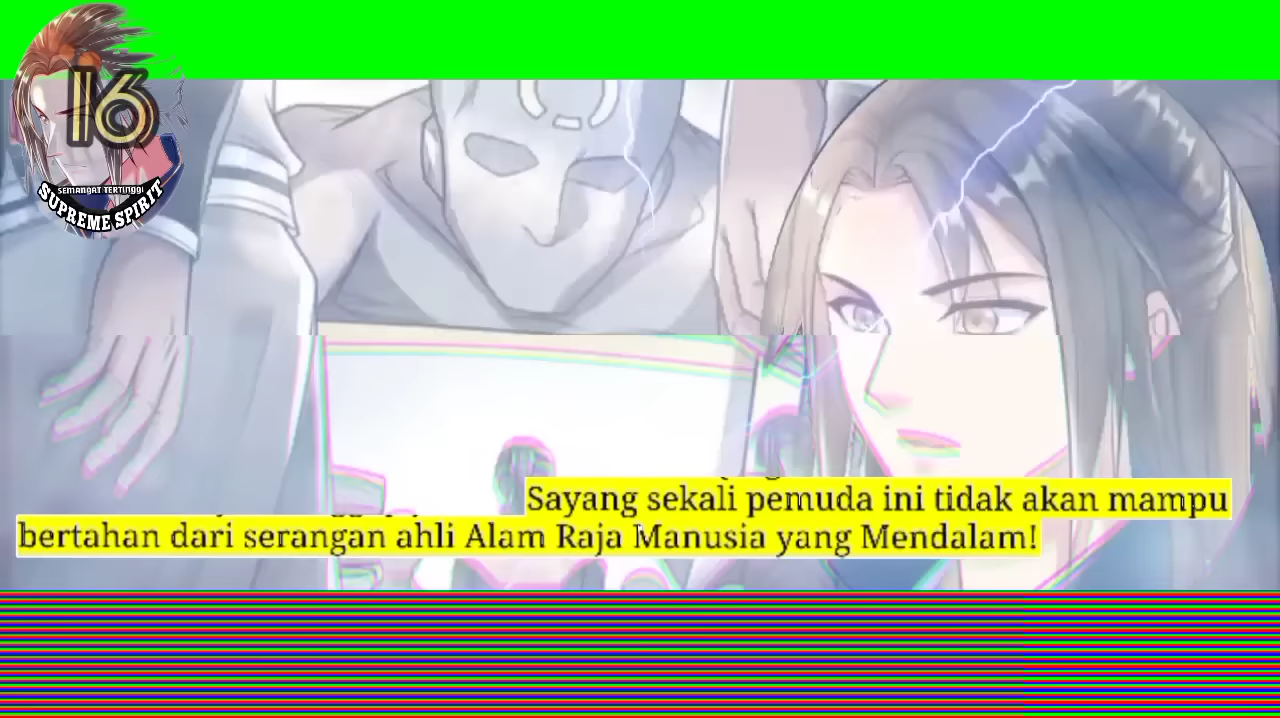 16
SEMANGAT TERTINGGI
SUPREME SPIRIT
Sayang sekali pemuda ini tidak akan mampu
bertahan dari serangan ahli Alam Raja Manusia yang Mendalam!